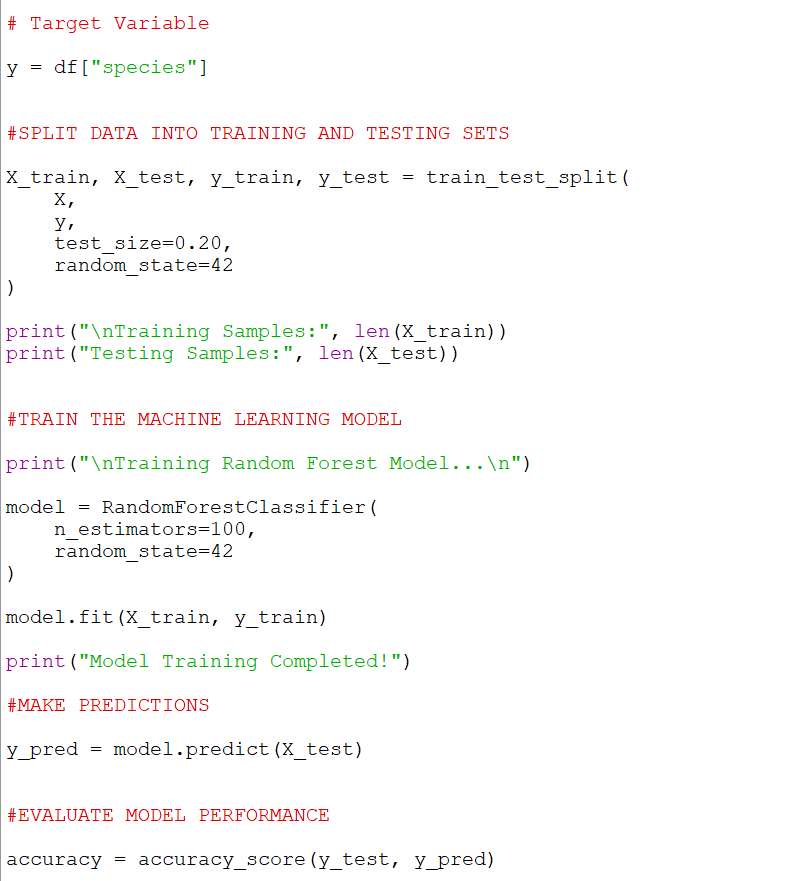 # Target Variable
y = df["species"]
#SPLIT DATA INTO TRAINING AND TESTING SETS
X_train, X_test, y_train, y_test = train_test_split(
    X,
    y,
    test_size=0.20,
    random_state=42
)
print("\nTraining Samples:", len(X_train))
print("Testing Samples:", len(X_test))
#TRAIN THE MACHINE LEARNING MODEL
print("\nTraining Random Forest Model...\n")
model = RandomForestClassifier(
    n_estimators=100,
    random_state=42
)
model.fit(X_train, y_train)
print("Model Training Completed!")
#MAKE PREDICTIONS
y_pred = model.predict(X_test)
#EVALUATE MODEL PERFORMANCE
accuracy = accuracy_score(y_test, y_pred)